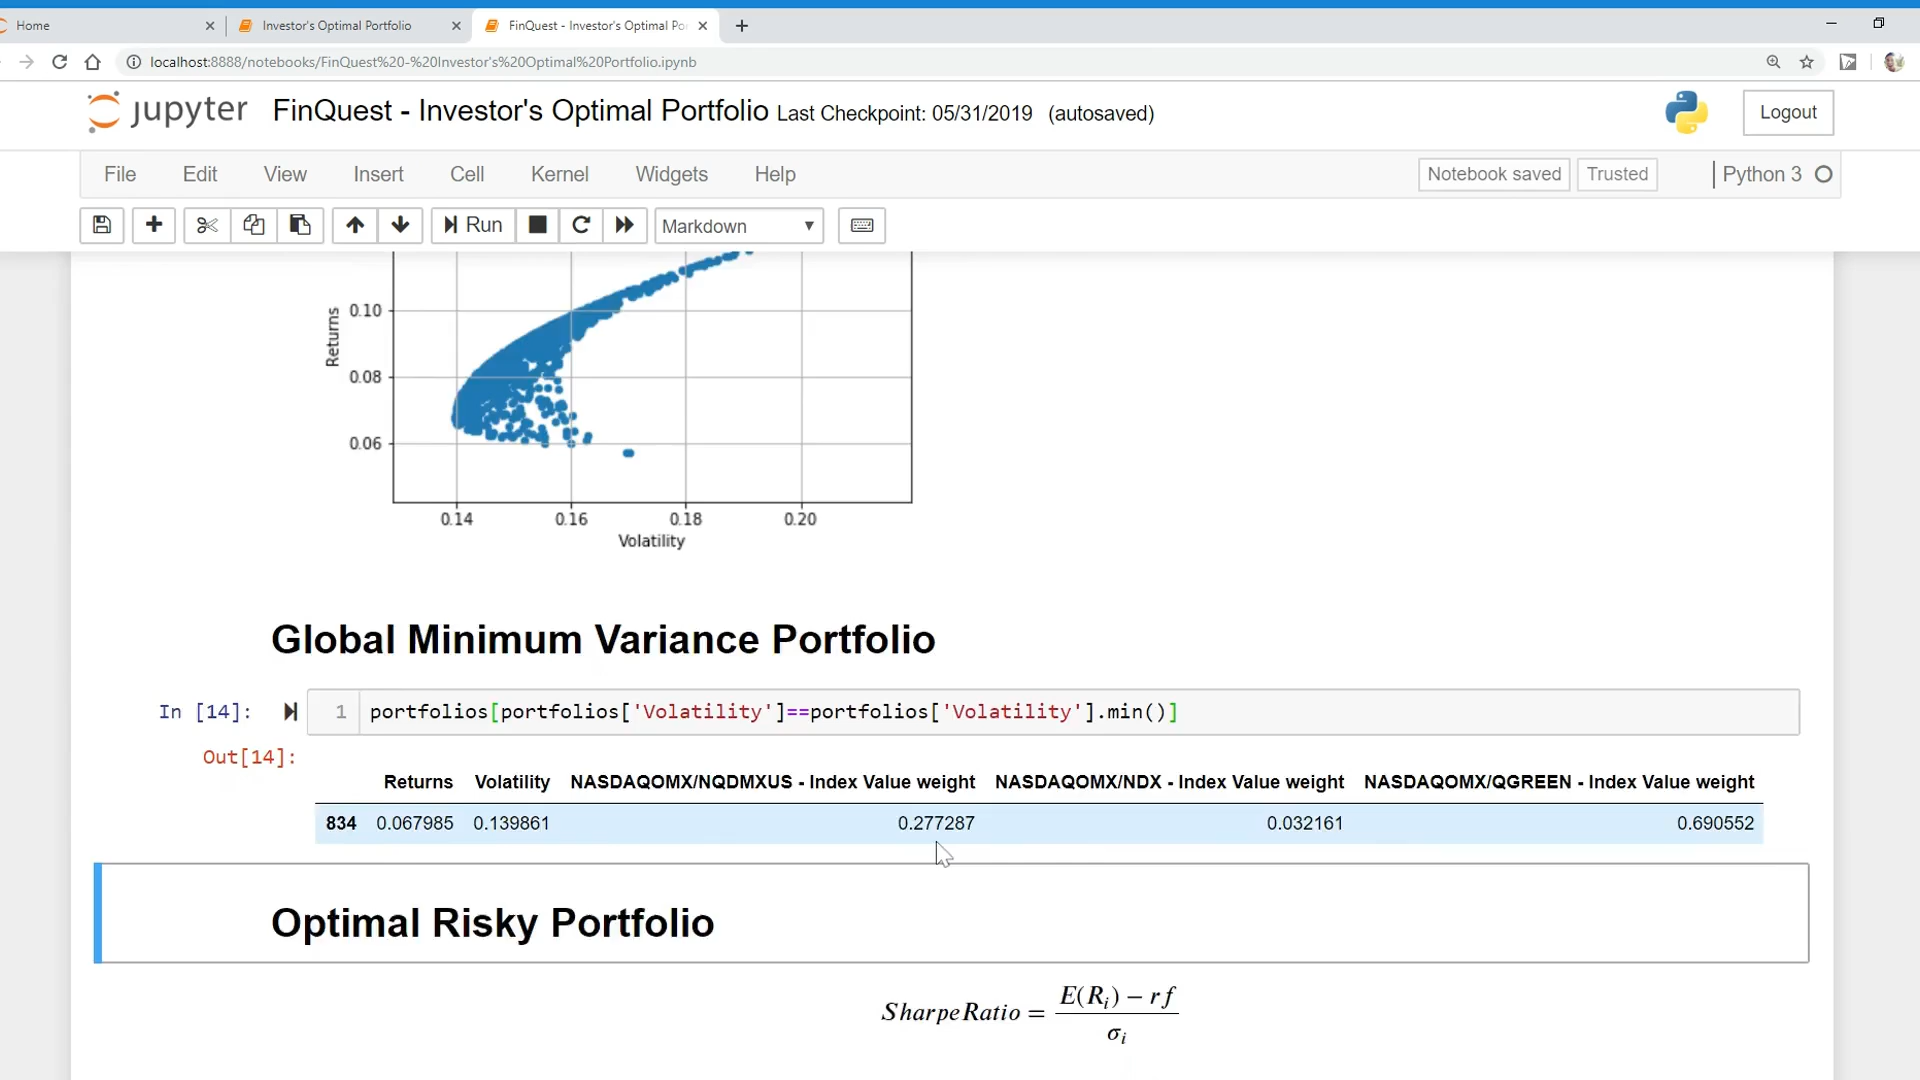 Home
Investor's Optimal Portfolio
FinQuest - Investor's Optimal Po
localhost:8888/notebooks/FinQuest%20-%20Investor's%20Optimal%20Portfolio.ipynb
jupyter FinQuest - Investor's Optimal Portfolio Last Checkpoint: 05/31/2019 (autosaved)
Logout
File Edit View Insert Cell Kernel Widgets Help
Notebook saved Trusted Python 3
Run Markdown
Returns
0.10
0.08
0.06
0.14 0.16 0.18 0.20
Volatility
Global Minimum Variance Portfolio
In [14]: 1 portfolios[portfolios['Volatility']==portfolios['Volatility'].min()]
Out[14]:
Returns Volatility NASDAQOMX/NQDMXUS - Index Value weight NASDAQOMX/NDX - Index Value weight NASDAQOMX/QGREEN - Index Value weight
834 0.067985 0.139861 0.277287 0.032161 0.690552
Optimal Risky Portfolio
SharpeRatio = E(Ri) − rf
σi